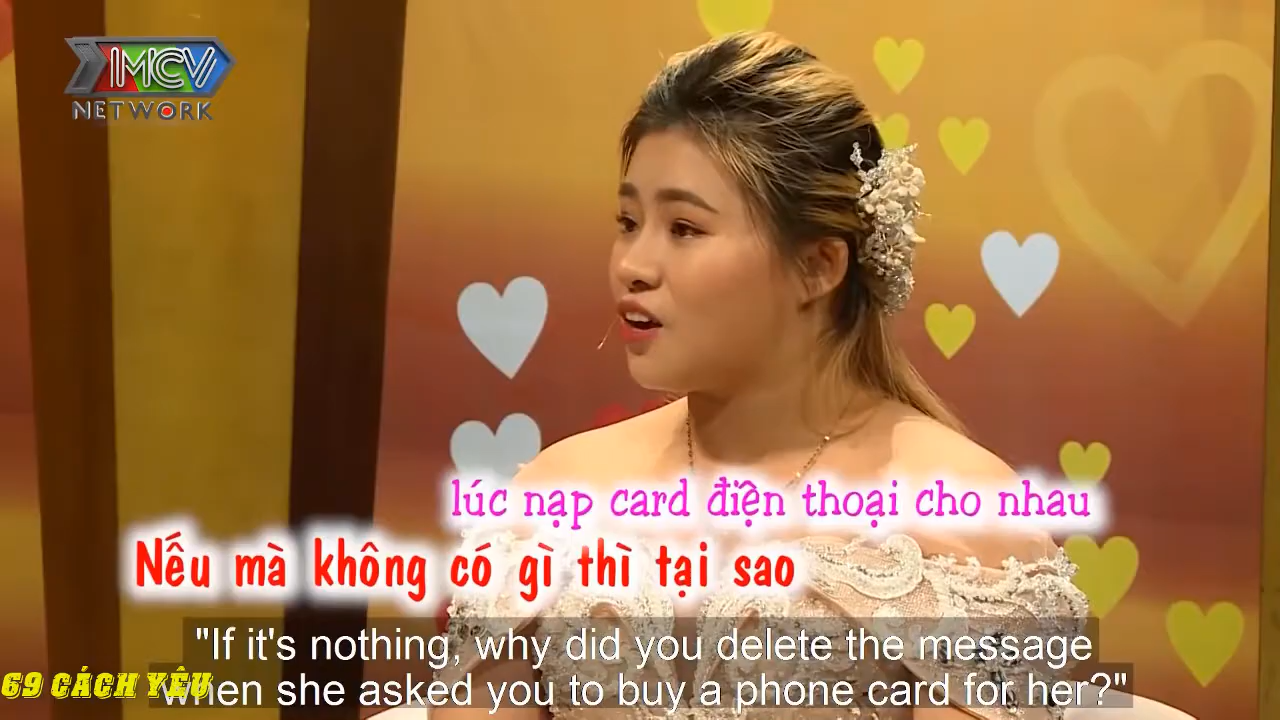 MCV
NETWORK
lúc nạp card điện thoại cho nhau
Nếu mà không có gì thì tại sao
"If it's nothing, why did you delete the message
69 CÁCH YÊU
when she asked you to buy a phone card for her?"